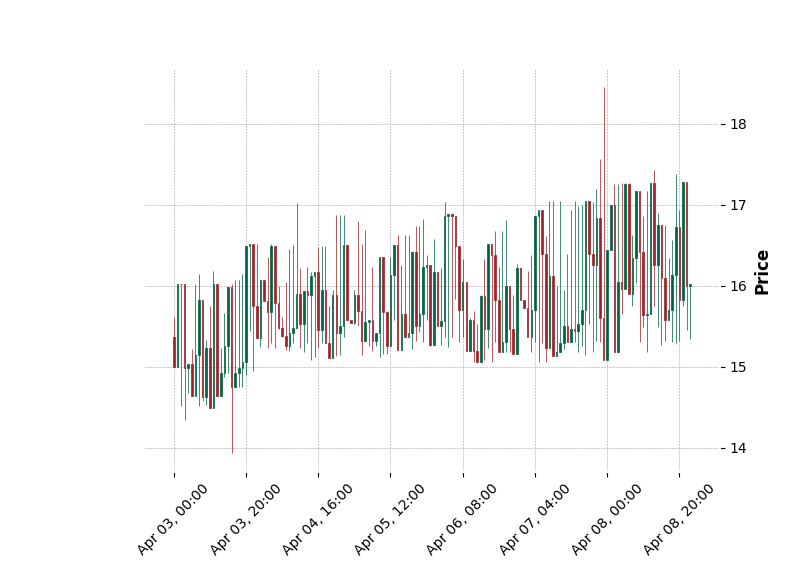 18
17
16
15
14
Price
Apr 03, 00:00
Apr 03, 20:00
Apr 04, 16:00
Apr 05, 12:00
Apr 06, 08:00
Apr 07, 04:00
Apr 08, 00:00
Apr 08, 20:00